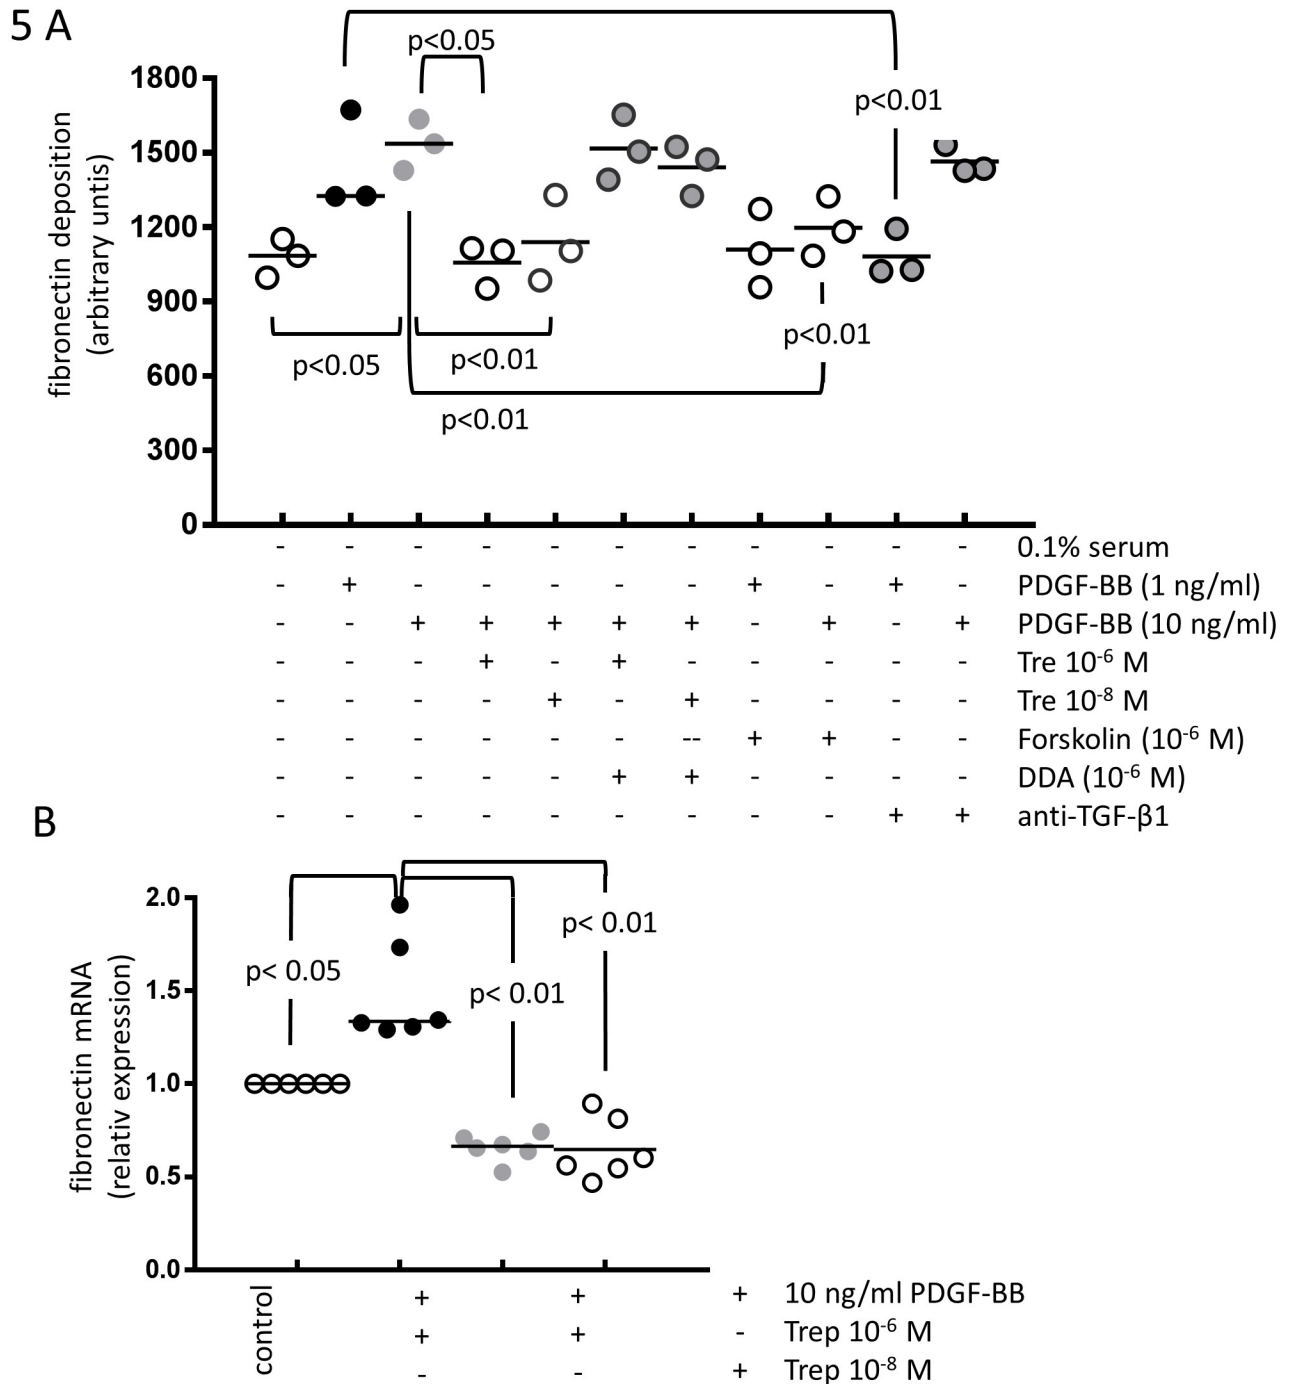 5 A
p<0.05
p<0.01
fibronectin deposition
(arbitrary untis)
1800
1500
1200
900
600
300
0
p<0.05
p<0.01
p<0.01
p<0.01
- - - - - - - - - - - 0.1% serum
- + - - - - - + - + - PDGF-BB (1 ng/ml)
- - + + + + + - + - + PDGF-BB (10 ng/ml)
- - - + - + - - - - - Tre 10-6 M
- - - - + - + - - - - Tre 10-8 M
- - - - - - -- + + - - Forskolin (10-6 M)
- - - - - + + - - - - DDA (10-6 M)
- - - - - - - - - + + anti-TGF-β1
B
fibronectin mRNA
(relativ expression)
2.0
1.5
1.0
0.5
0.0
p< 0.05
p< 0.01
p< 0.01
control
+ + + 10 ng/ml PDGF-BB
+ + - Trep 10-6 M
- - + Trep 10-8 M